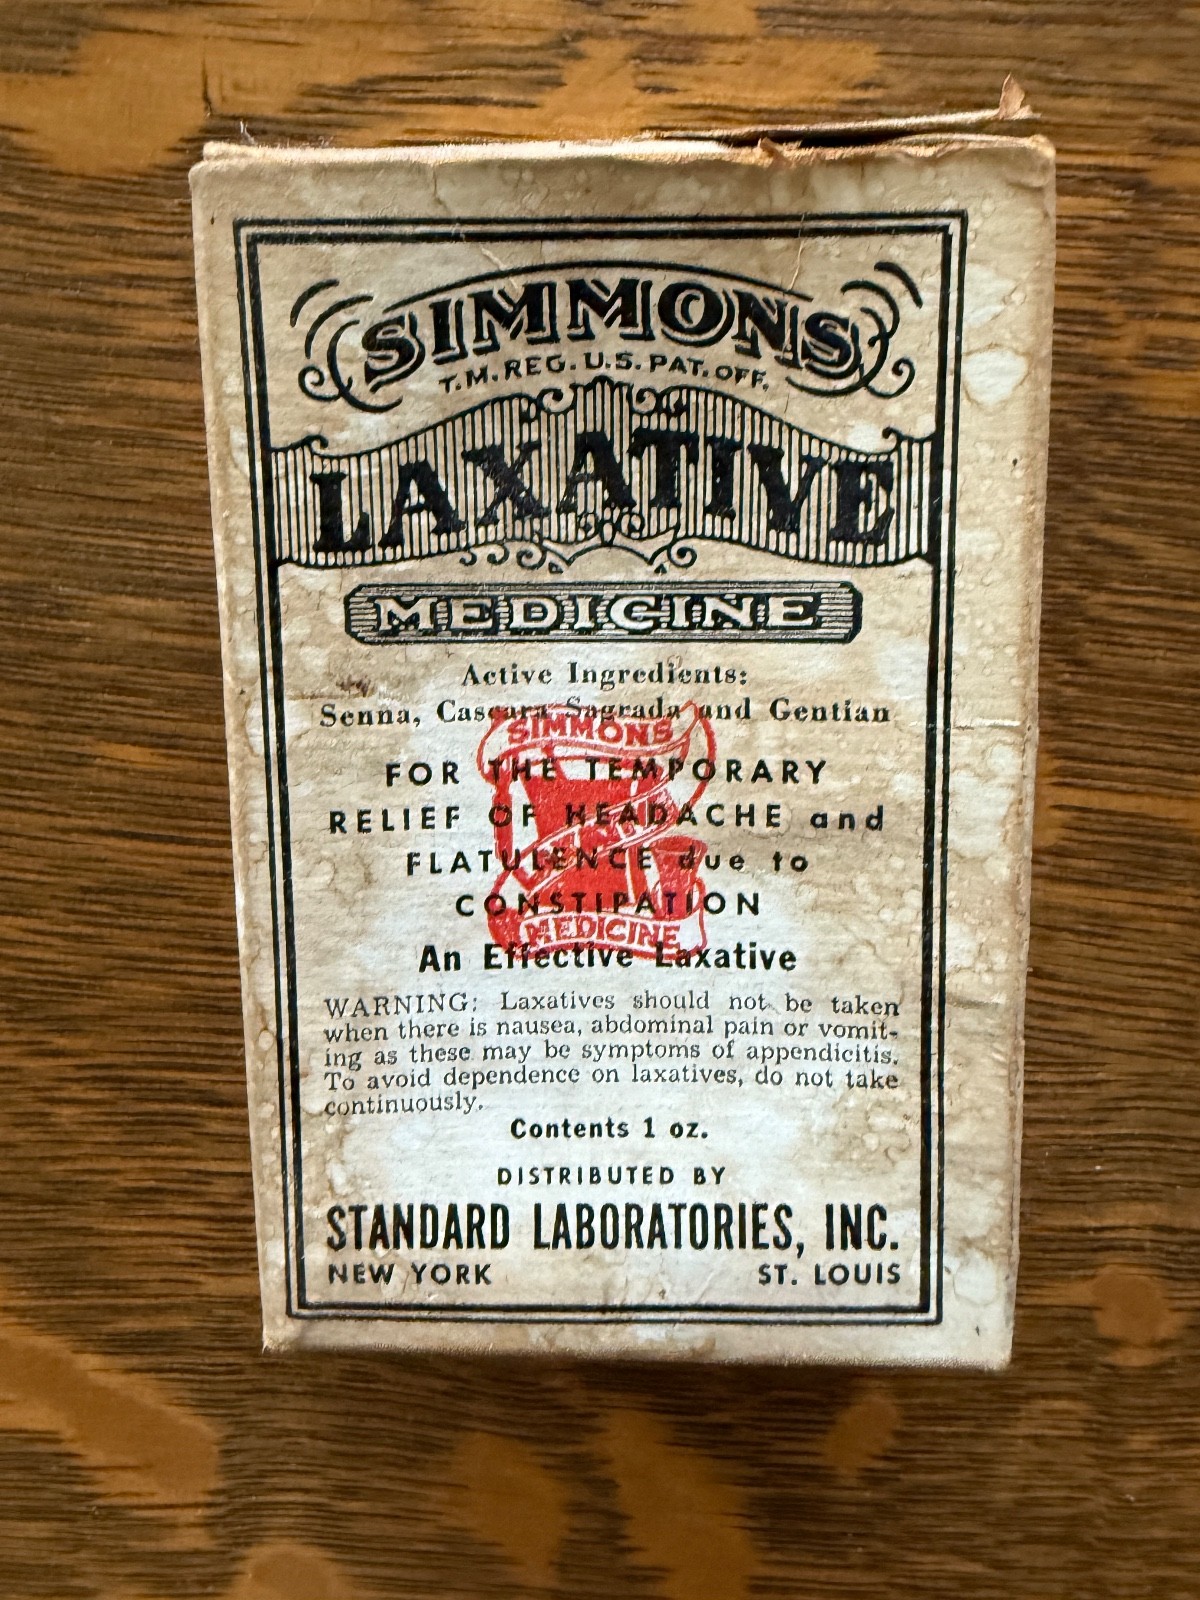 SIMMONS
T.M. REG. U.S. PAT. OFF.
LAXATIVE
MEDICINE
Active Ingredients:
Senna, Cascara Sagrada and Gentian
SIMMONS
FOR THE TEMPORARY
RELIEF OF HEADACHE and
FLATULENCE due to
CONSTIPATION
MEDICINE
An Effective Laxative
WARNING: Laxatives should not be taken
when there is nausea, abdominal pain or vomit-
ing as these may be symptoms of appendicitis.
To avoid dependence on laxatives, do not take
continuously.
Contents 1 oz.
DISTRIBUTED BY
STANDARD LABORATORIES, INC.
NEW YORK ST. LOUIS